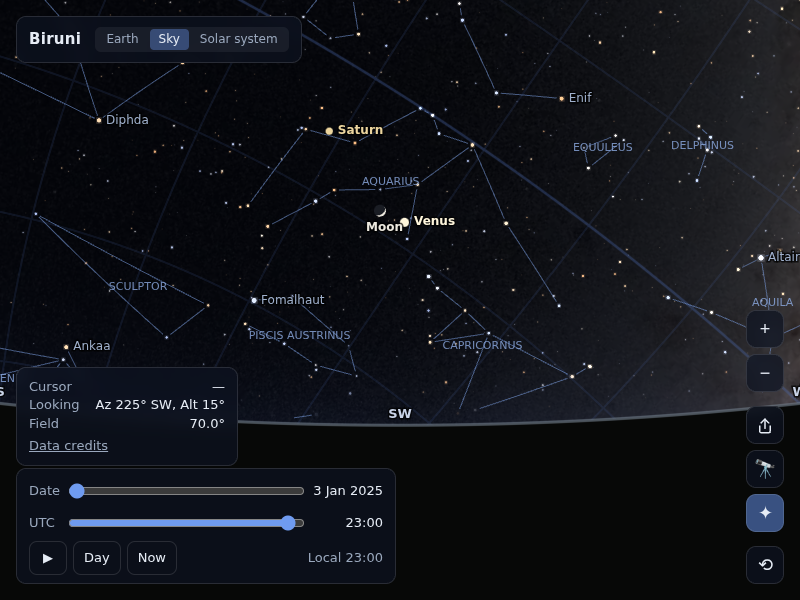 Biruni
Earth
Sky
Solar system
Enif
Diphda
Saturn
EQUULEUS
DELPHINUS
AQUARIUS
Venus
Moon
Altair
SCULPTOR
Fomalhaut
AQUILA
PISCIS AUSTRINUS
Ankaa
CAPRICORNUS
+
−
SW
Cursor —
Looking Az 225° SW, Alt 15°
Field 70.0°
Data credits
Date 3 Jan 2025
UTC 23:00
Day
Now
Local 23:00